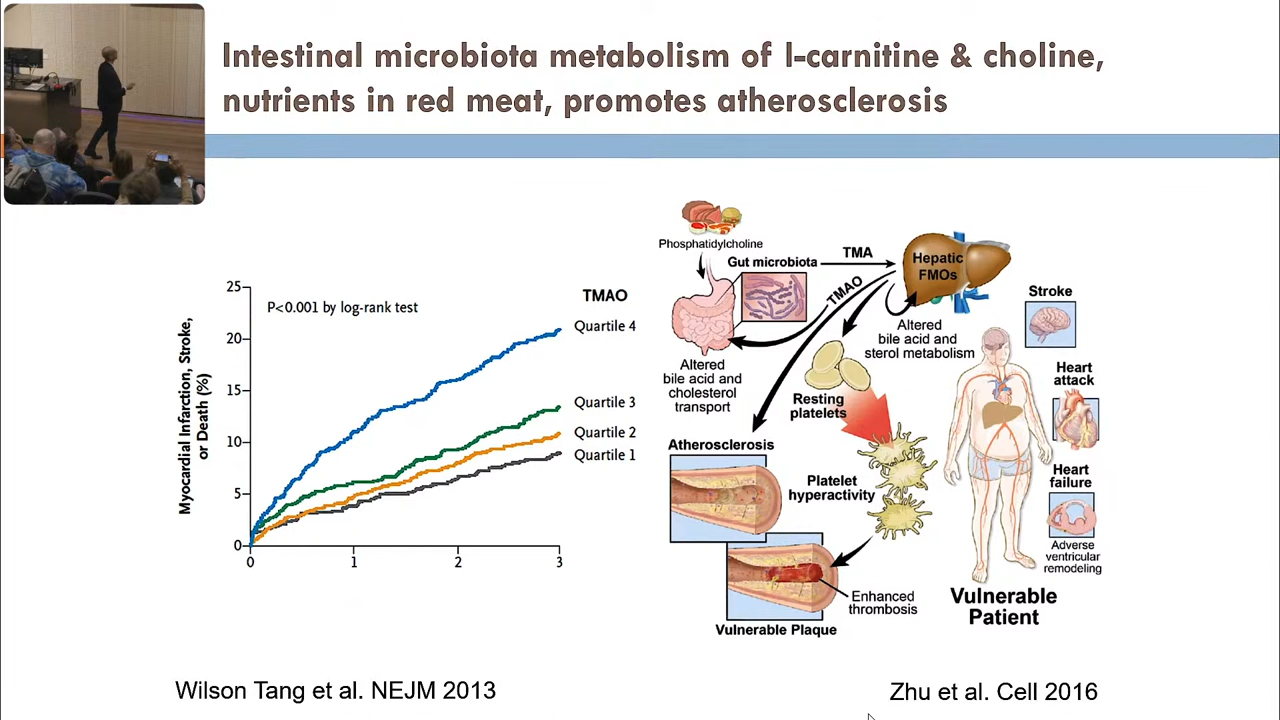 Intestinal microbiota metabolism of l-carnitine & choline,
nutrients in red meat, promotes atherosclerosis
Myocardial Infarction, Stroke,
or Death (%)
25
20
15
10
5
0
0
1
2
3
P<0.001 by log-rank test
TMAO
Quartile 4
Quartile 3
Quartile 2
Quartile 1
Phosphatidylcholine
Gut microbiota
TMA
TMAO
Hepatic
FMOs
Altered
bile acid and
sterol metabolism
Altered
bile acid and
cholesterol
transport
Resting
platelets
Atherosclerosis
Platelet
hyperactivity
Enhanced
thrombosis
Vulnerable Plaque
Stroke
Heart
attack
Heart
failure
Adverse
ventricular
remodeling
Vulnerable
Patient
Wilson Tang et al. NEJM 2013
Zhu et al. Cell 2016